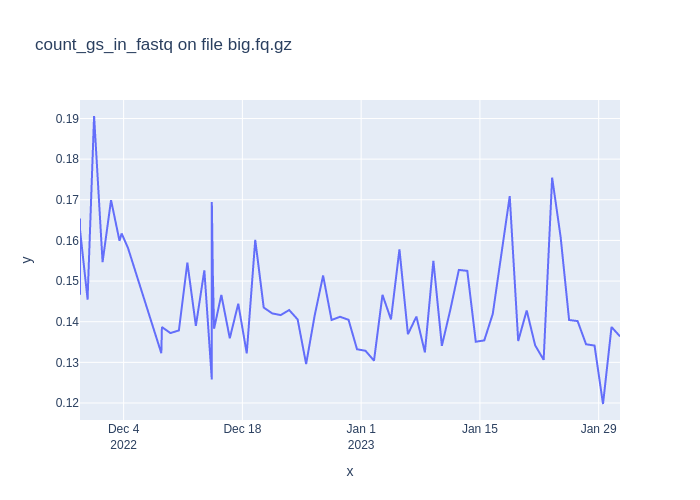 count_gs_in_fastq on file big.fq.gz
0.19
0.18
0.17
0.16
y
0.15
0.14
0.13
0.12
Dec 4 Dec 18 Jan 1 Jan 15 Jan 29
2022 2023
x